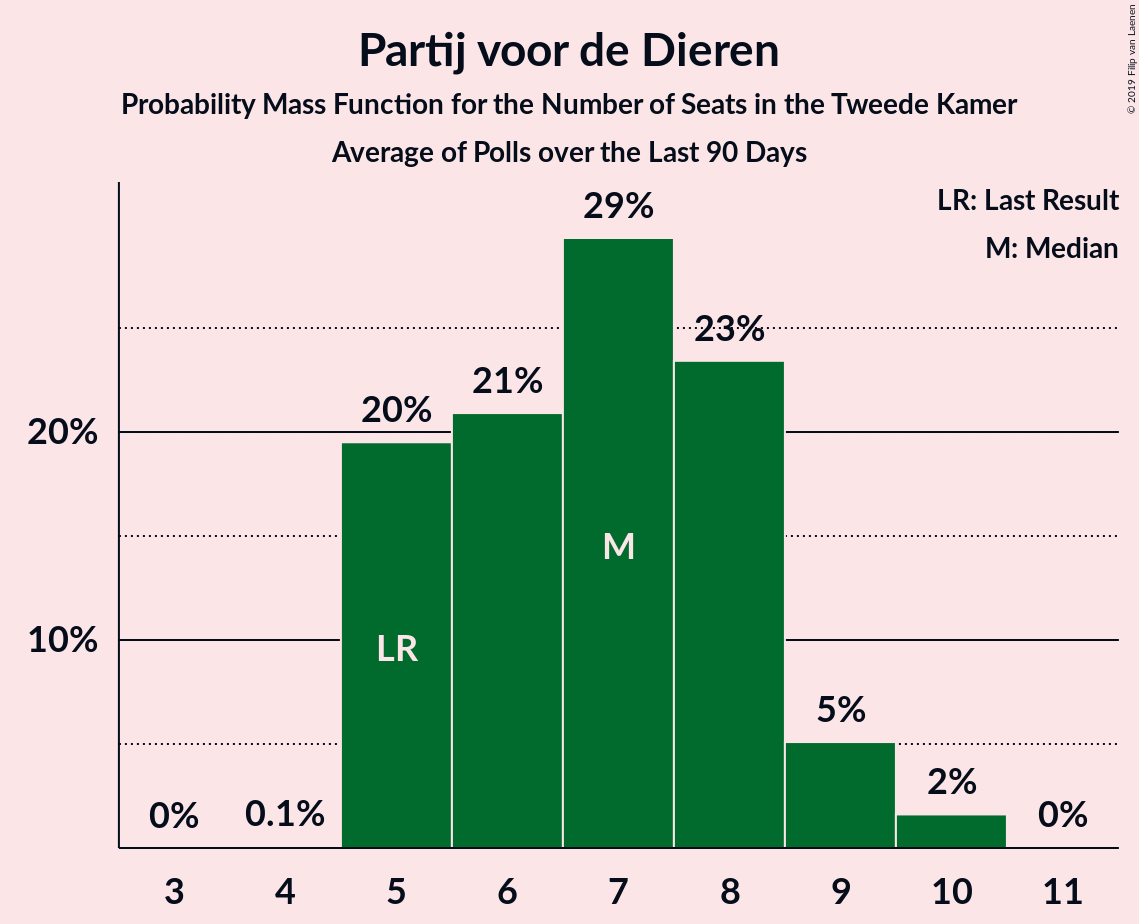 Partij voor de Dieren
Probability Mass Function for the Number of Seats in the Tweede Kamer
Average of Polls over the Last 90 Days
© 2019 Filip van Laenen
LR: Last Result
M: Median
29%
23%
21%
20%
20%
M
10%
LR
5%
2%
0%
0.1%
0%
3 4 5 6 7 8 9 10 11